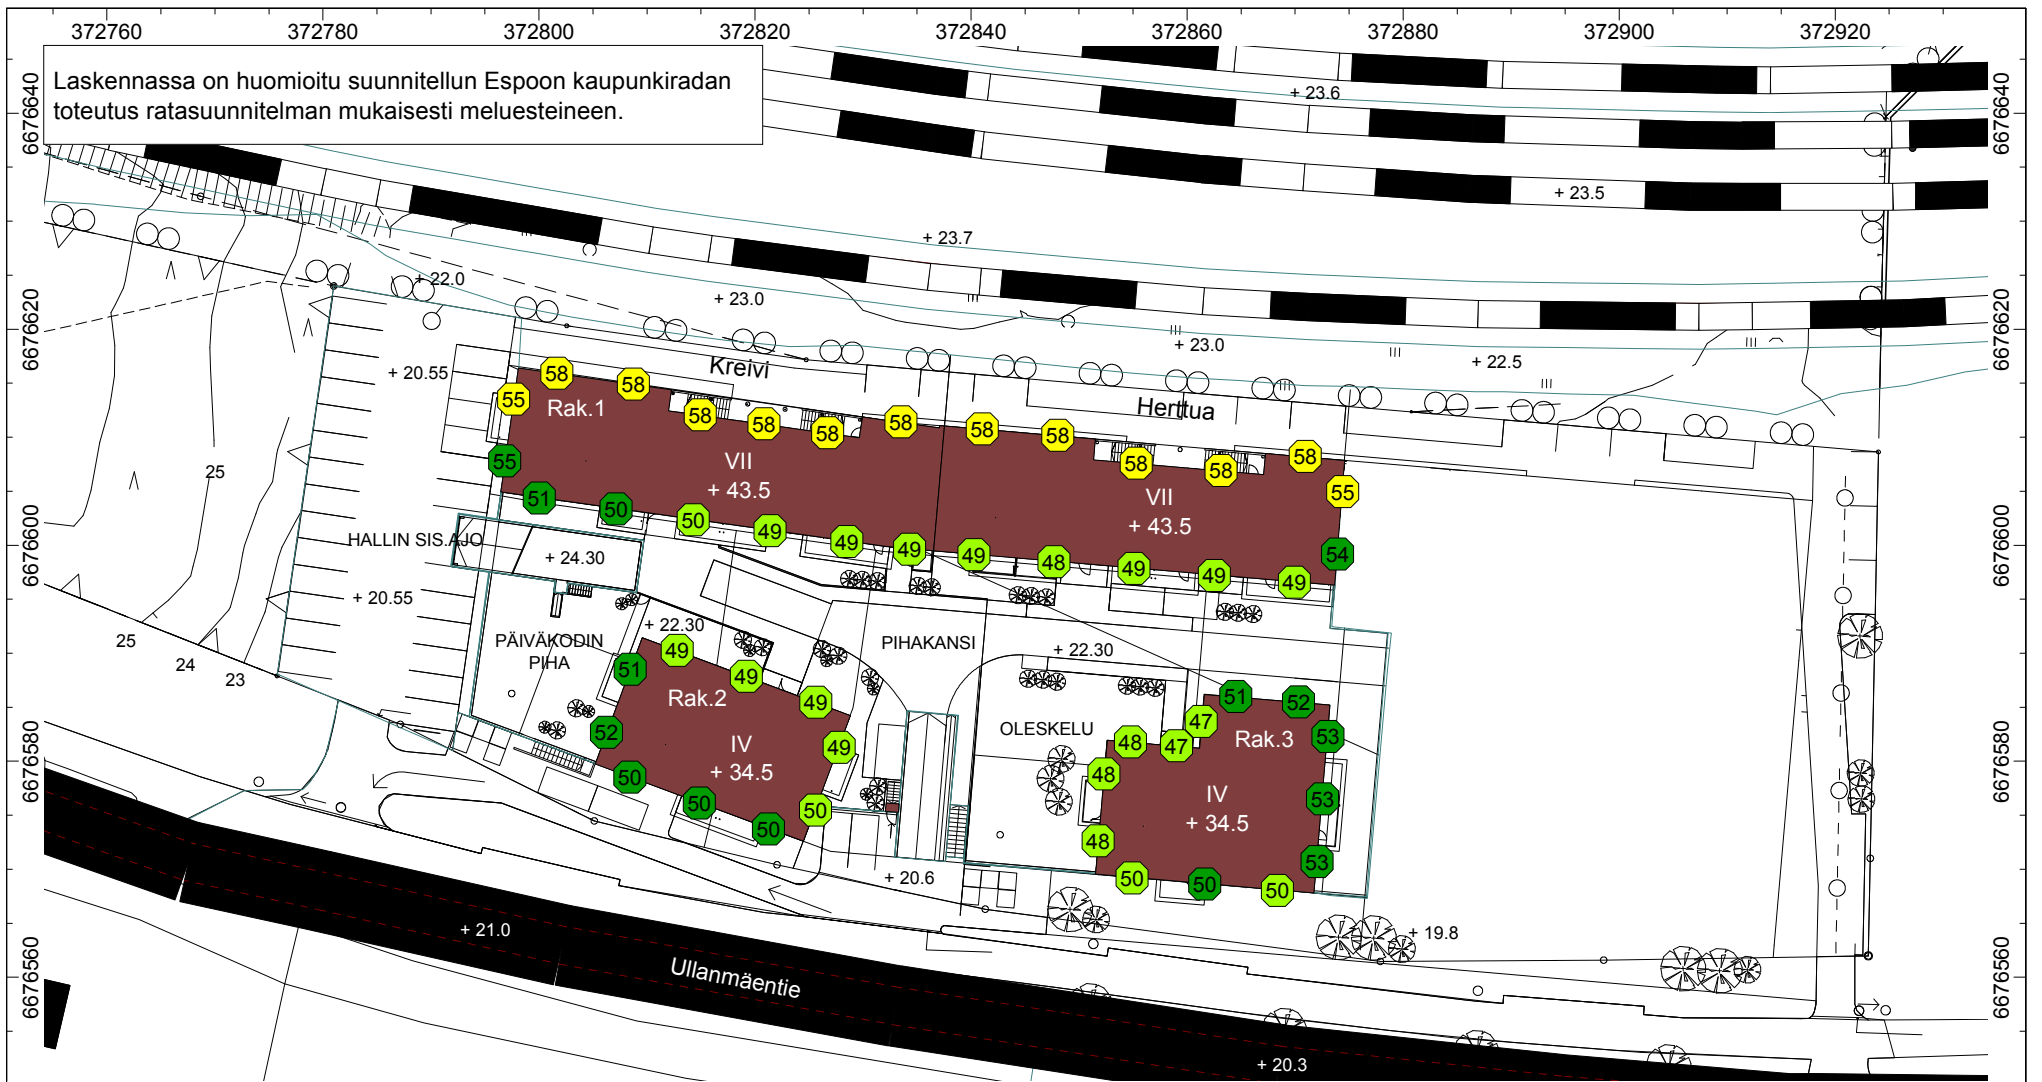 372760 372780 372800 372820 372840 372860 372880 372900 372920
Laskennassa on huomioitu suunnitellun Espoon kaupunkiradan
toteutus ratasuunnitelman mukaisesti meluesteineen.
6676640
6676640
+ 23.6
+ 23.5
+ 23.7
+ 22.0
+ 23.0
6676620
6676620
+ 23.0
+ 22.5
+ 20.55
Kreivi
Herttua
58 58 58 58 58 58 58 58 58 58 58
55
Rak.1
55
25
55
VII
+ 43.5
VII
+ 43.5
51 50 50 49 49 49 49 48 49 49 49
54
6676600
6676600
HALLIN SIS.AJO
+ 24.30
+ 20.55
+ 22.30
PÄIVÄKODIN
PIHA
PIHAKANSI
+ 22.30
25
24
23
51
49
49
49
Rak.2
49
52
IV
+ 34.5
50
50
50
50
OLESKELU
51 52
47
47
48
48
48
Rak.3
53
53
53
IV
+ 34.5
50 50 50
6676580
6676580
+ 20.6
+ 21.0
+ 19.8
Ullanmäentie
6676560
6676560
+ 20.3